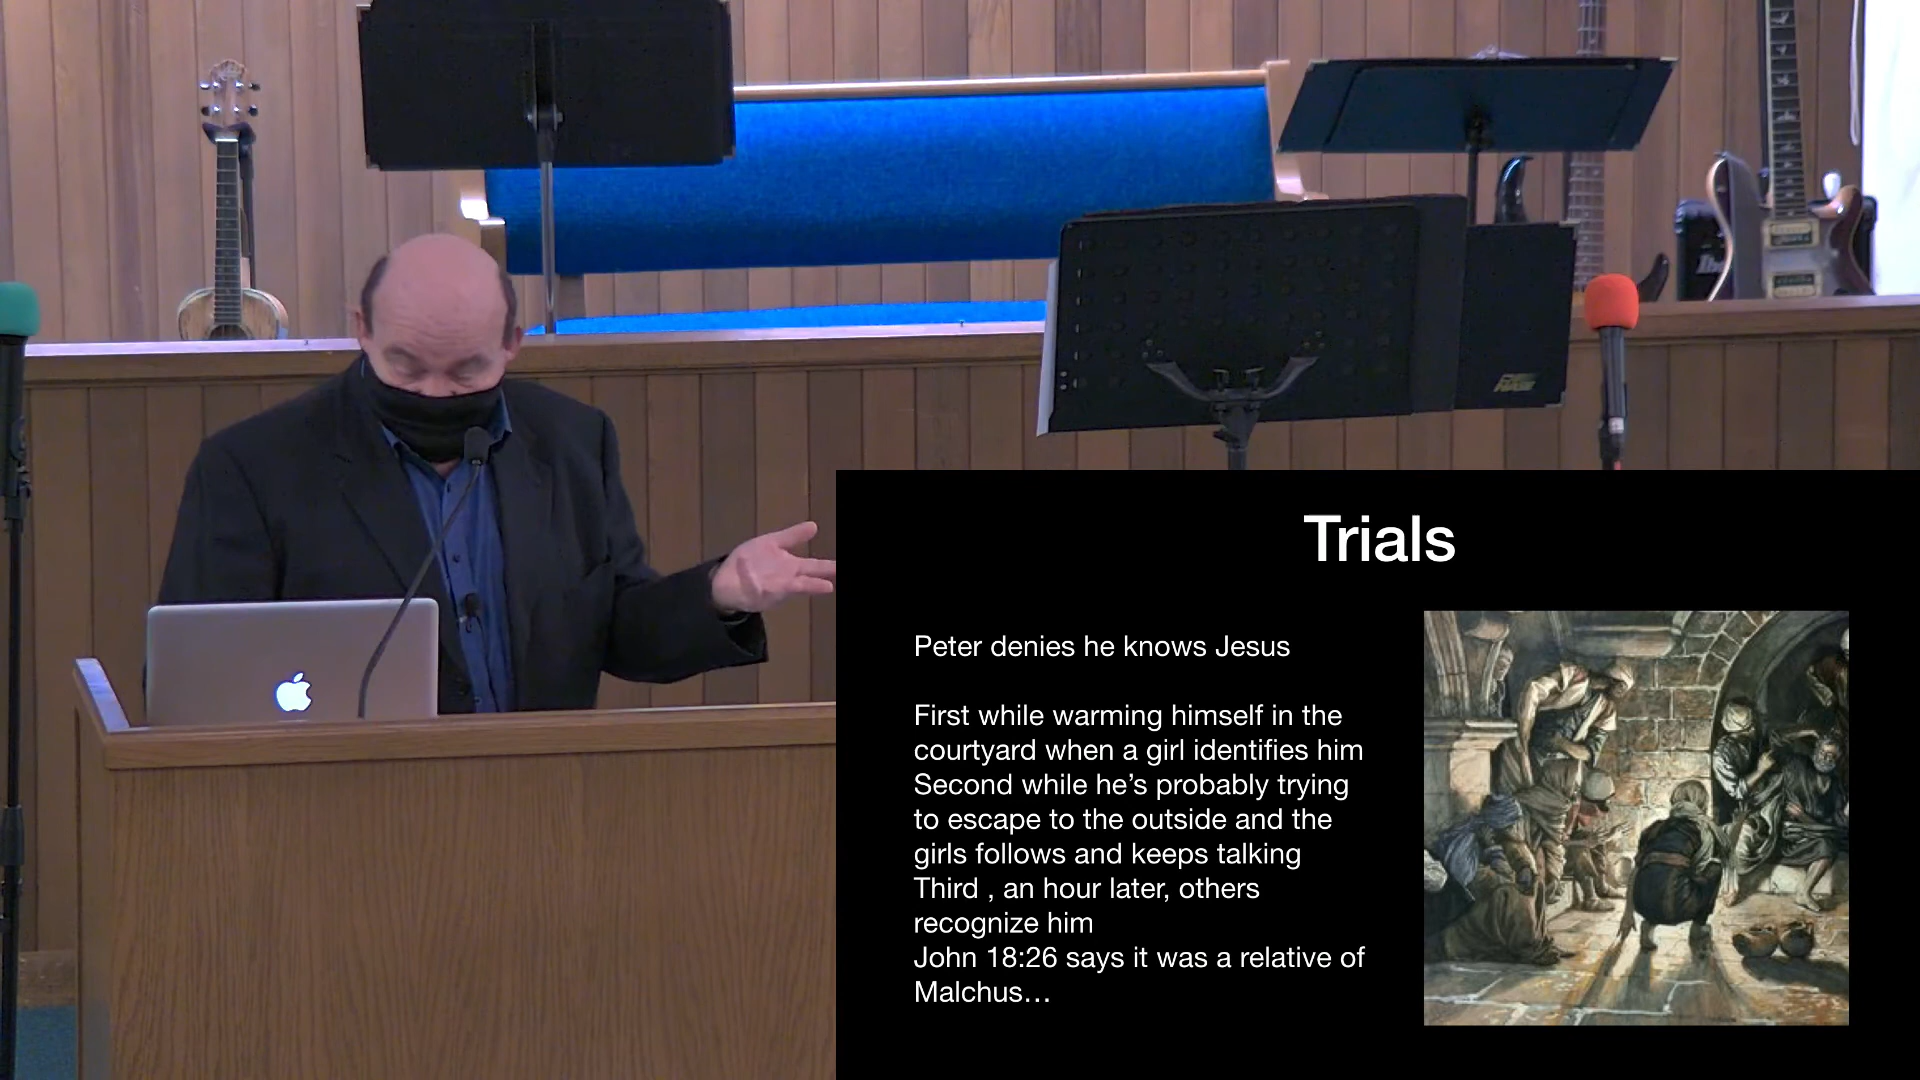 Trials
Peter denies he knows Jesus
First while warming himself in the
courtyard when a girl identifies him
Second while he’s probably trying
to escape to the outside and the
girls follows and keeps talking
Third , an hour later, others
recognize him
John 18:26 says it was a relative of
Malchus…